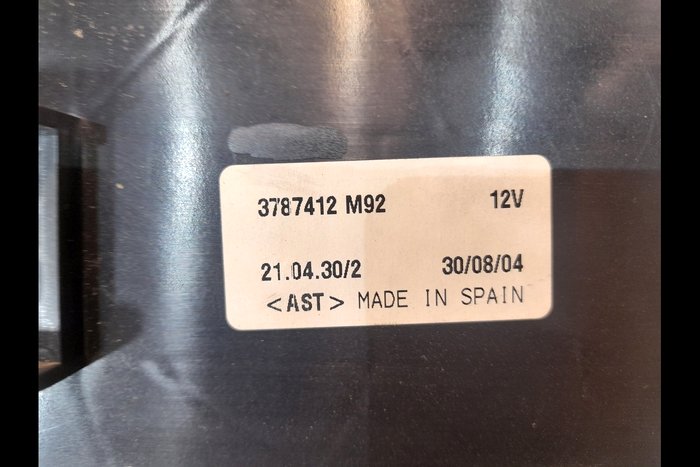 3787412 M92 12V
21.04.30/2 30/08/04
<AST> MADE IN SPAIN